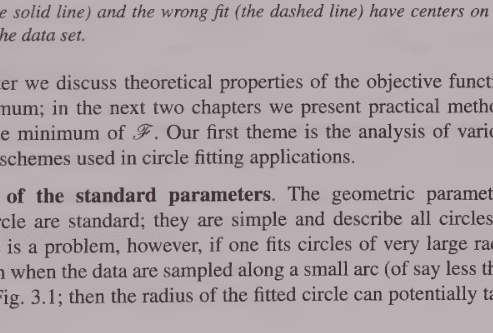 e solid line) and the wrong fit (the dashed line) have centers on
he data set.
er we discuss theoretical properties of the objective functi
mum; in the next two chapters we present practical metho
e minimum of ℱ. Our first theme is the analysis of vario
schemes used in circle fitting applications.
of the standard parameters. The geometric paramet
rcle are standard; they are simple and describe all circles
is a problem, however, if one fits circles of very large rad
n when the data are sampled along a small arc (of say less th
Fig. 3.1; then the radius of the fitted circle can potentially ta